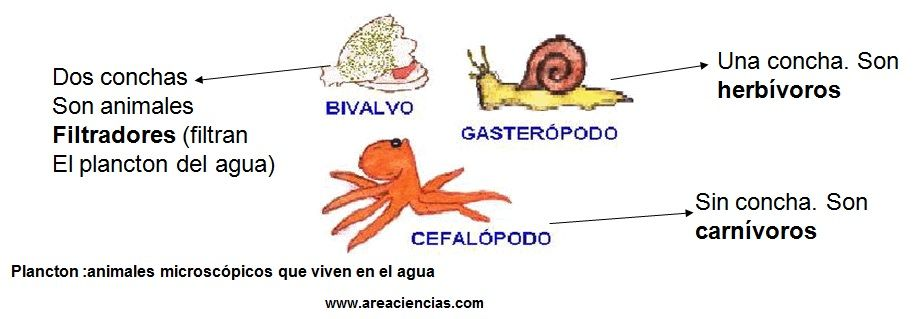 Dos conchas
Son animales
Filtradores (filtran
El plancton del agua)
BIVALVO
GASTERÓPODO
Una concha. Son
herbívoros
CEFALÓPODO
Sin concha. Son
carnívoros
Plancton :animales microscópicos que viven en el agua
www.areaciencias.com